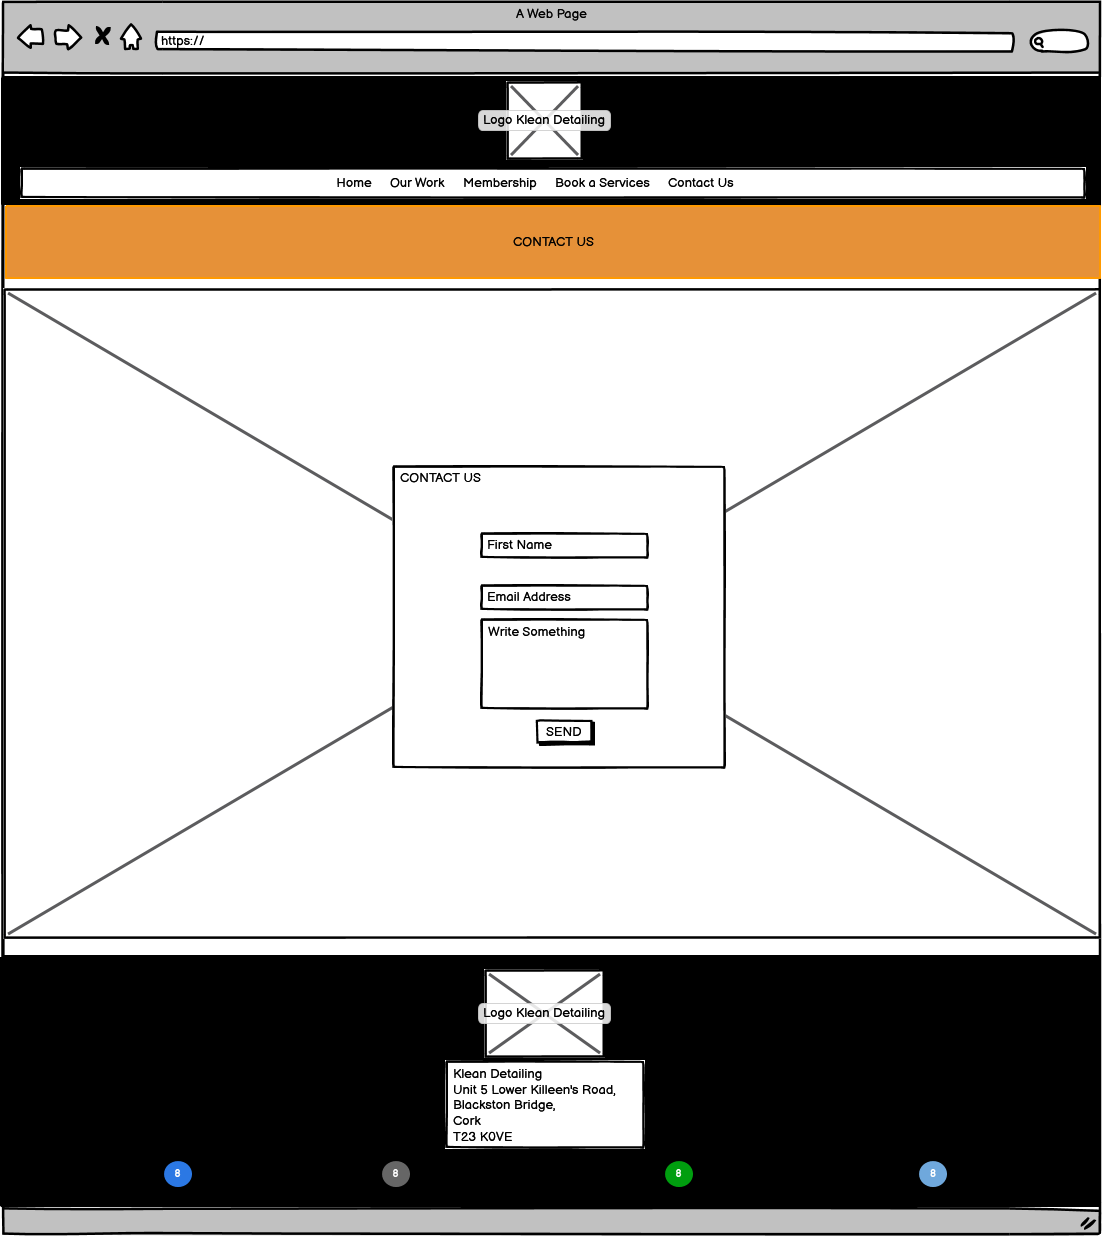 A Web Page
https://
Logo Klean Detailing
Home Our Work Membership Book a Services Contact Us
CONTACT US
CONTACT US
First Name
Email Address
Write Something
SEND
Logo Klean Detailing
Klean Detailing
Unit 5 Lower Killeen's Road,
Blackston Bridge,
Cork
T23 K0VE
8 8 8 8